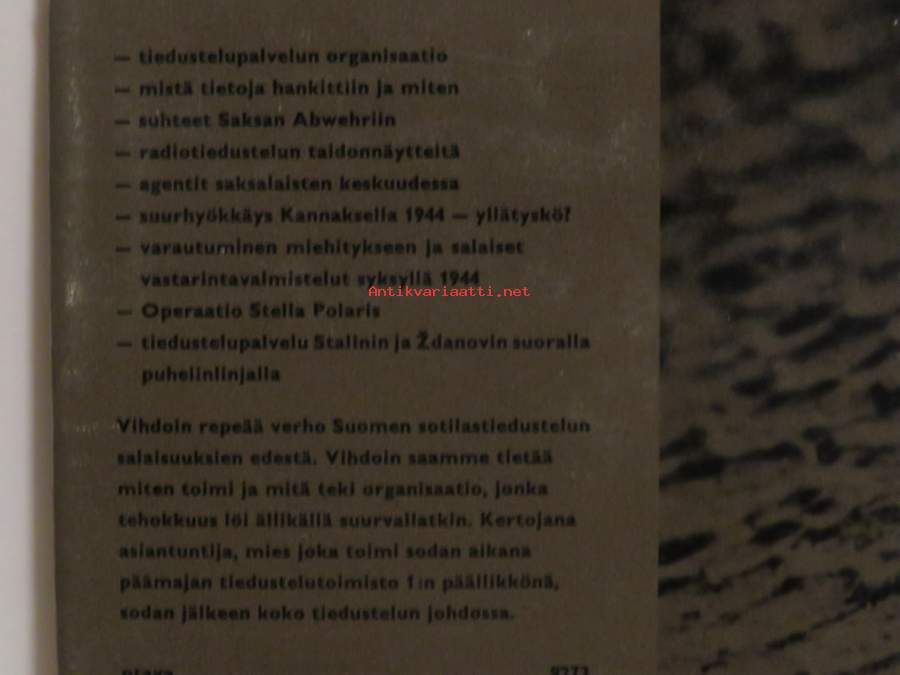 — tiedustelupalvelun organisaatio
— mistä tietoja hankittiin ja miten
— suhteet Saksan Abwehriin
— radiotiedustelun taidonnäytteitä
— agentit saksalaisten keskuudessa
— suurhyökkäys Kannaksella 1944 — yllätyskö?
— varautuminen miehitykseen ja salaiset
vastarintavalmistelut syksyllä 1944
Antikvariaatti.net
— Operaatio Stella Polaris
— tiedustelupalvelu Stalinin ja Ždanovin suoralla
puhelinlinjalla
Vihdoin repeää verho Suomen sotilastiedustelun
salaisuuksien edestä. Vihdoin saamme tietää
miten toimi ja mitä teki organisaatio, jonka
tehokkuus löi ällikällä suurvallatkin. Kertojana
asiantuntija, mies joka toimi sodan aikana
päämajan tiedustelutoimisto 1:n päällikkönä,
sodan jälkeen koko tiedustelun johdossa.
otava